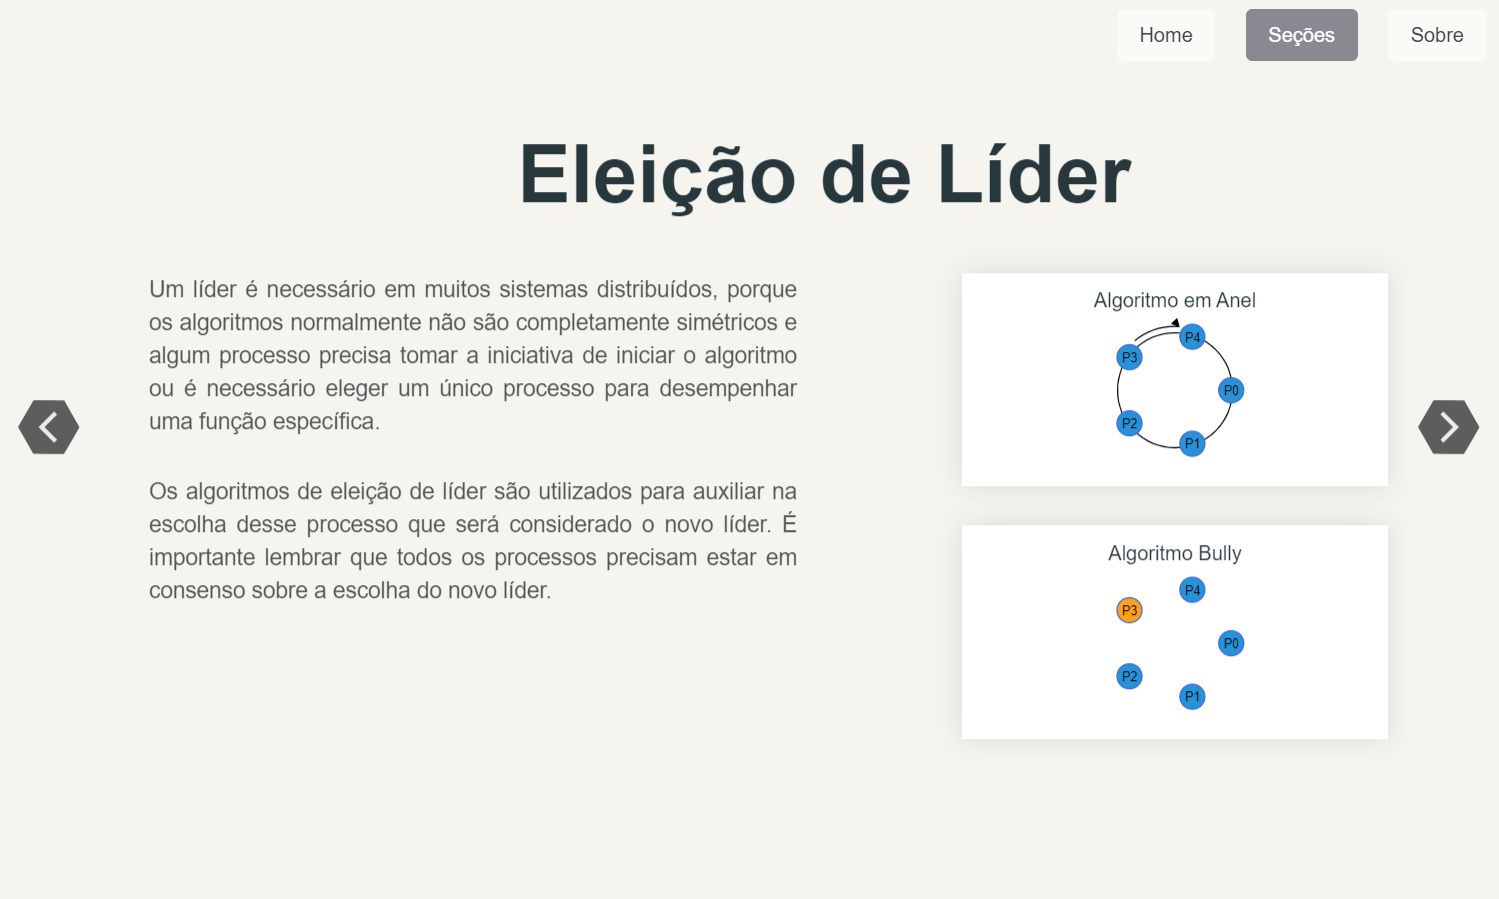 Home
Seções
Sobre
Eleição de Líder
Um líder é necessário em muitos sistemas distribuídos, porque
os algoritmos normalmente não são completamente simétricos e
algum processo precisa tomar a iniciativa de iniciar o algoritmo
ou é necessário eleger um único processo para desempenhar
uma função específica.
Os algoritmos de eleição de líder são utilizados para auxiliar na
escolha desse processo que será considerado o novo líder. É
importante lembrar que todos os processos precisam estar em
consenso sobre a escolha do novo líder.
Algoritmo em Anel
P4
P3
P0
P2
P1
Algoritmo Bully
P4
P3
P0
P2
P1